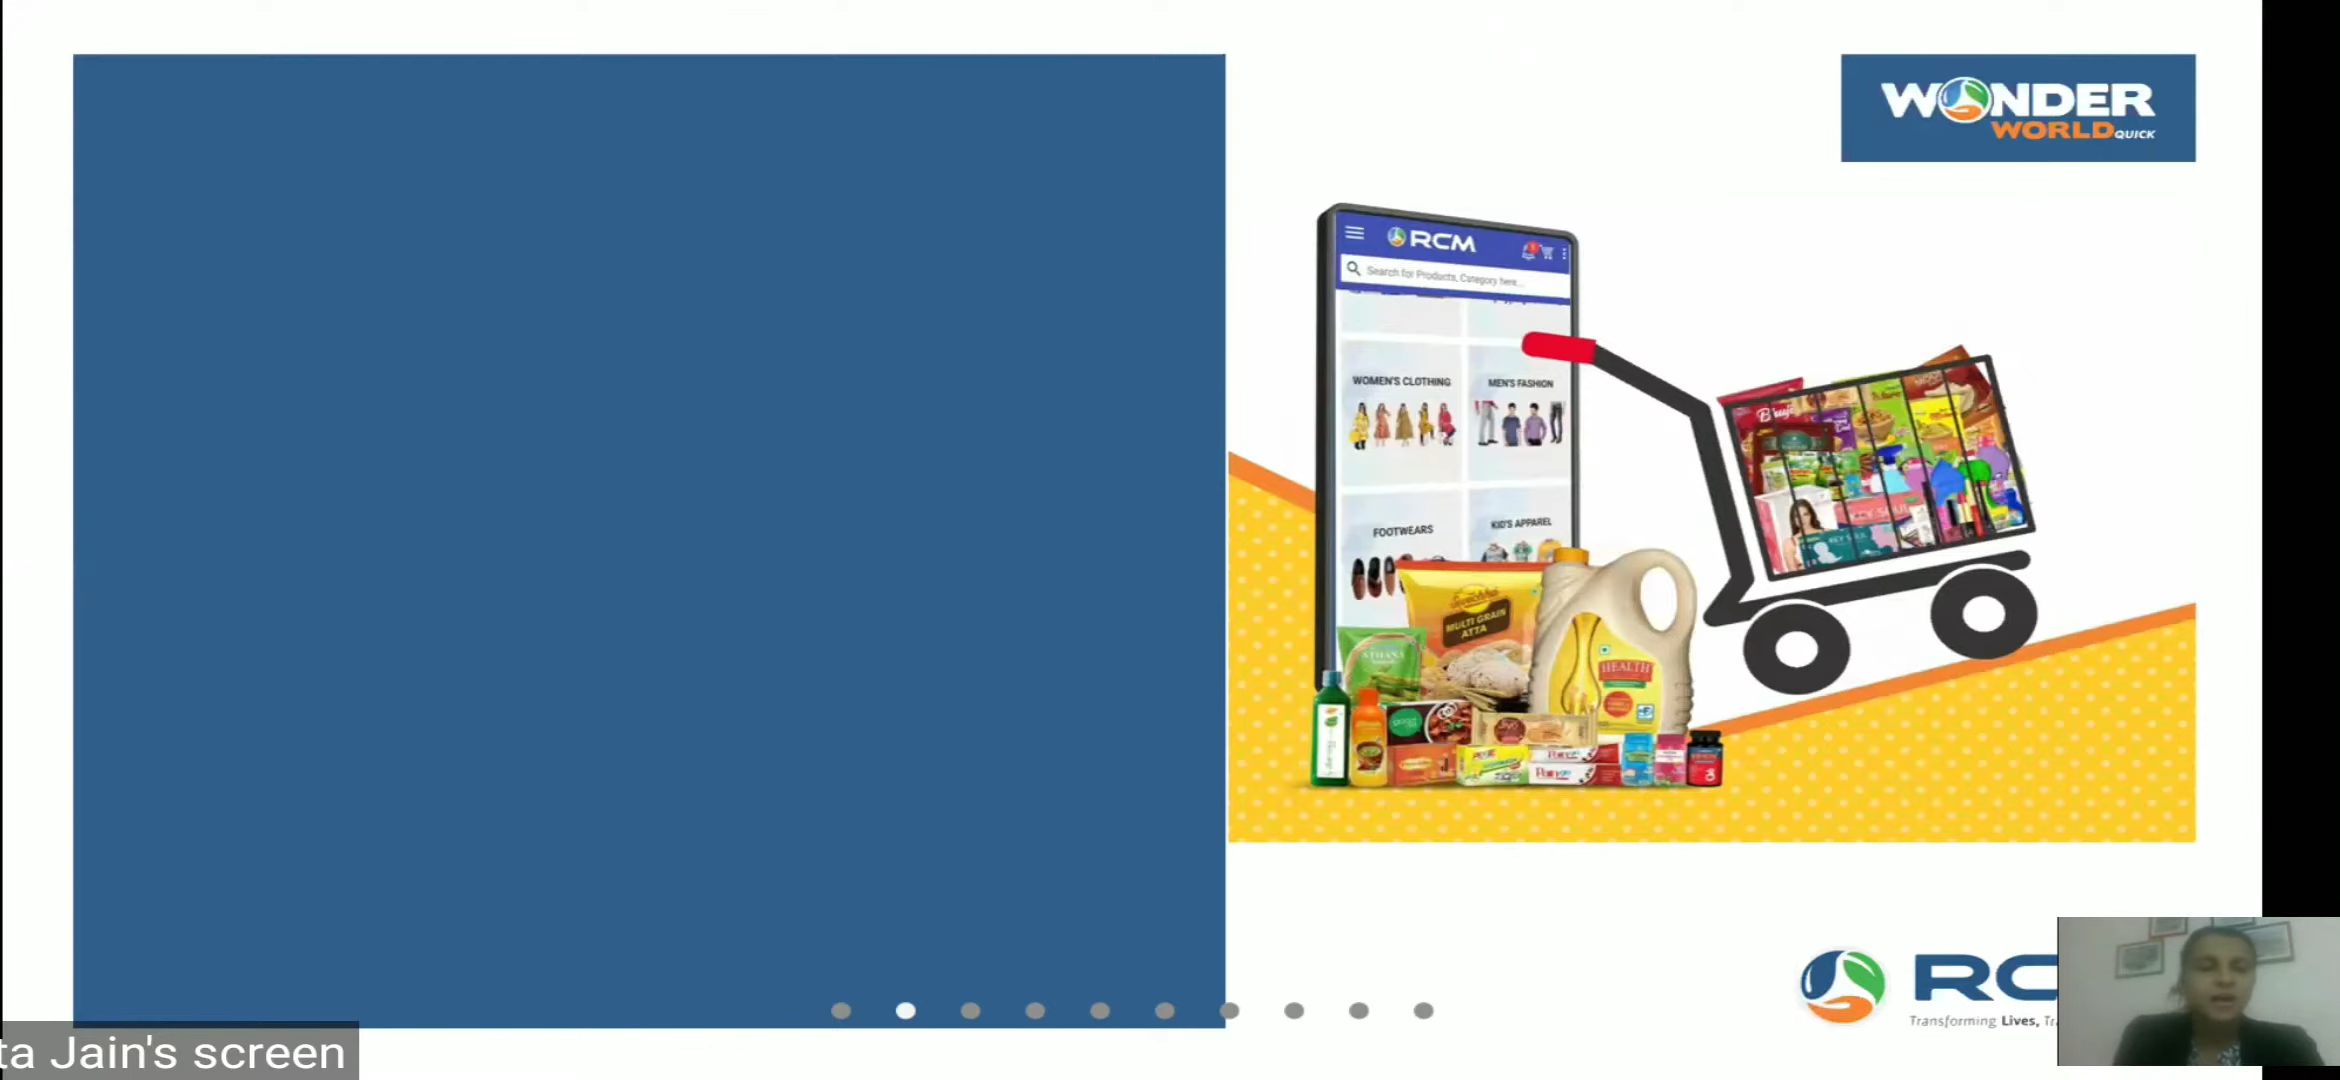 WONDER
WORLD QUICK
RCM
Search for Products, Category here...
WOMEN'S CLOTHING
MEN'S FASHION
FOOTWEARS
KID'S APPAREL
MULTI GRAIN
ATTA
HEALTH
RC
Transforming Lives,
ta Jain's screen